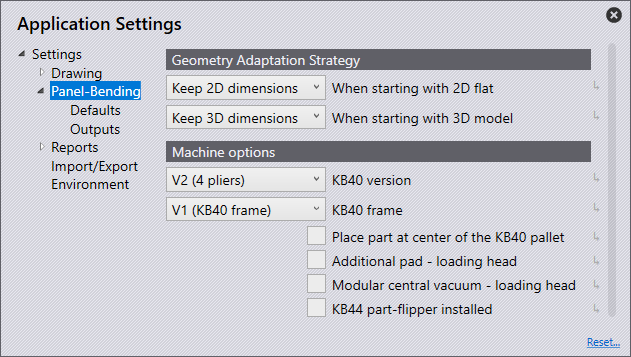 Application Settings
Settings
Drawing
Panel-Bending
Defaults
Outputs
Reports
Import/Export
Environment
Geometry Adaptation Strategy
Keep 2D dimensions When starting with 2D flat
Keep 3D dimensions When starting with 3D model
Machine options
V2 (4 pliers) KB40 version
V1 (KB40 frame) KB40 frame
Place part at center of the KB40 pallet
Additional pad - loading head
Modular central vacuum - loading head
KB44 part-flipper installed
Reset...